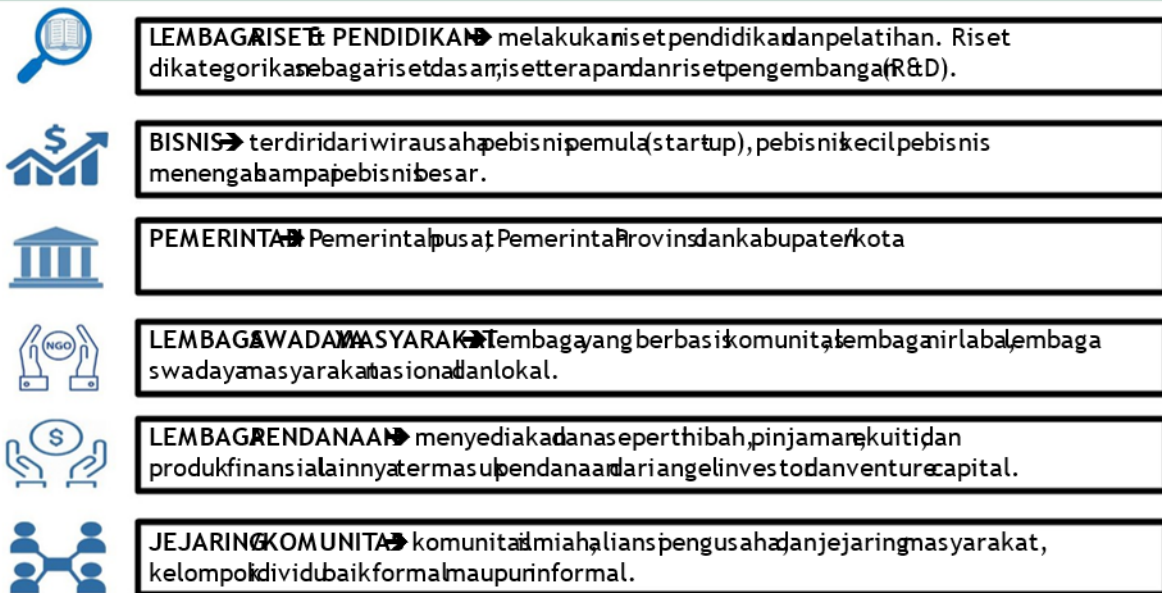 LEMBAGA RISET & PENDIDIKAN➔ melakukan riset pendidikan dan pelatihan. Riset
dikategorikan sebagai riset dasar, riset terapan dan riset pengembangan (R&D).
$
BISNIS➔ terdiri dari wirausaha pebisnis pemula (start-up), pebisnis kecil pebisnis
menengah sampai pebisnis besar.
PEMERINTAH➔ Pemerintah pusat, Pemerintah Provinsi dan kabupaten/kota
NGO
LEMBAGA SWADAYA MASYARAKAT➔ lembaga yang berbasis komunitas, lembaga nirlaba, lembaga
swadaya masyarakat nasional dan lokal.
$
LEMBAGA PENDANAAN➔ menyediakan dana seperti hibah, pinjaman, ekuiti, dan
produk finansial lainnya termasuk pendanaan dari angel investor dan venture capital.
JEJARING KOMUNITAS➔ komunitas ilmiah, aliansi pengusaha, dan jejaring masyarakat,
kelompok idividu baik formal maupun informal.